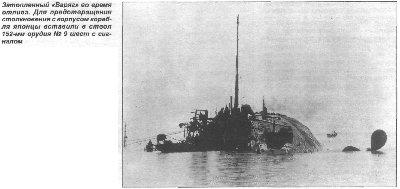 Затопленный «Варяг» во время
отлива. Для предотвращения
столкновения с корпусом кораб-
ля японцы вставили в ствол
152-мм орудия № 9 шест с сиг-
налом